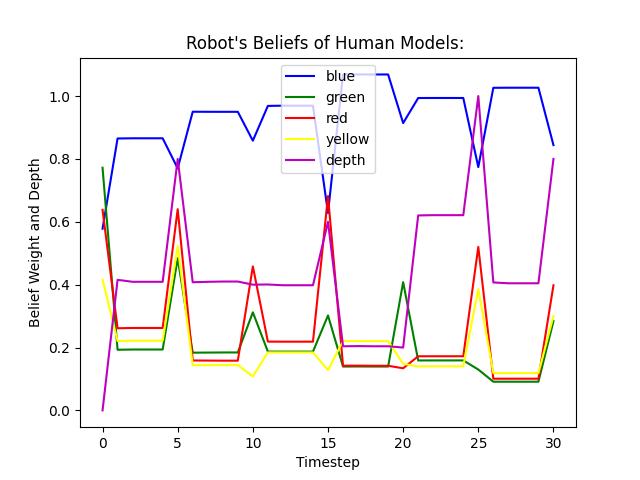 Robot's Beliefs of Human Models:
blue
green
red
yellow
depth
Belief Weight and Depth
1.0
0.8
0.6
0.4
0.2
0.0
0 5 10 15 20 25 30
Timestep